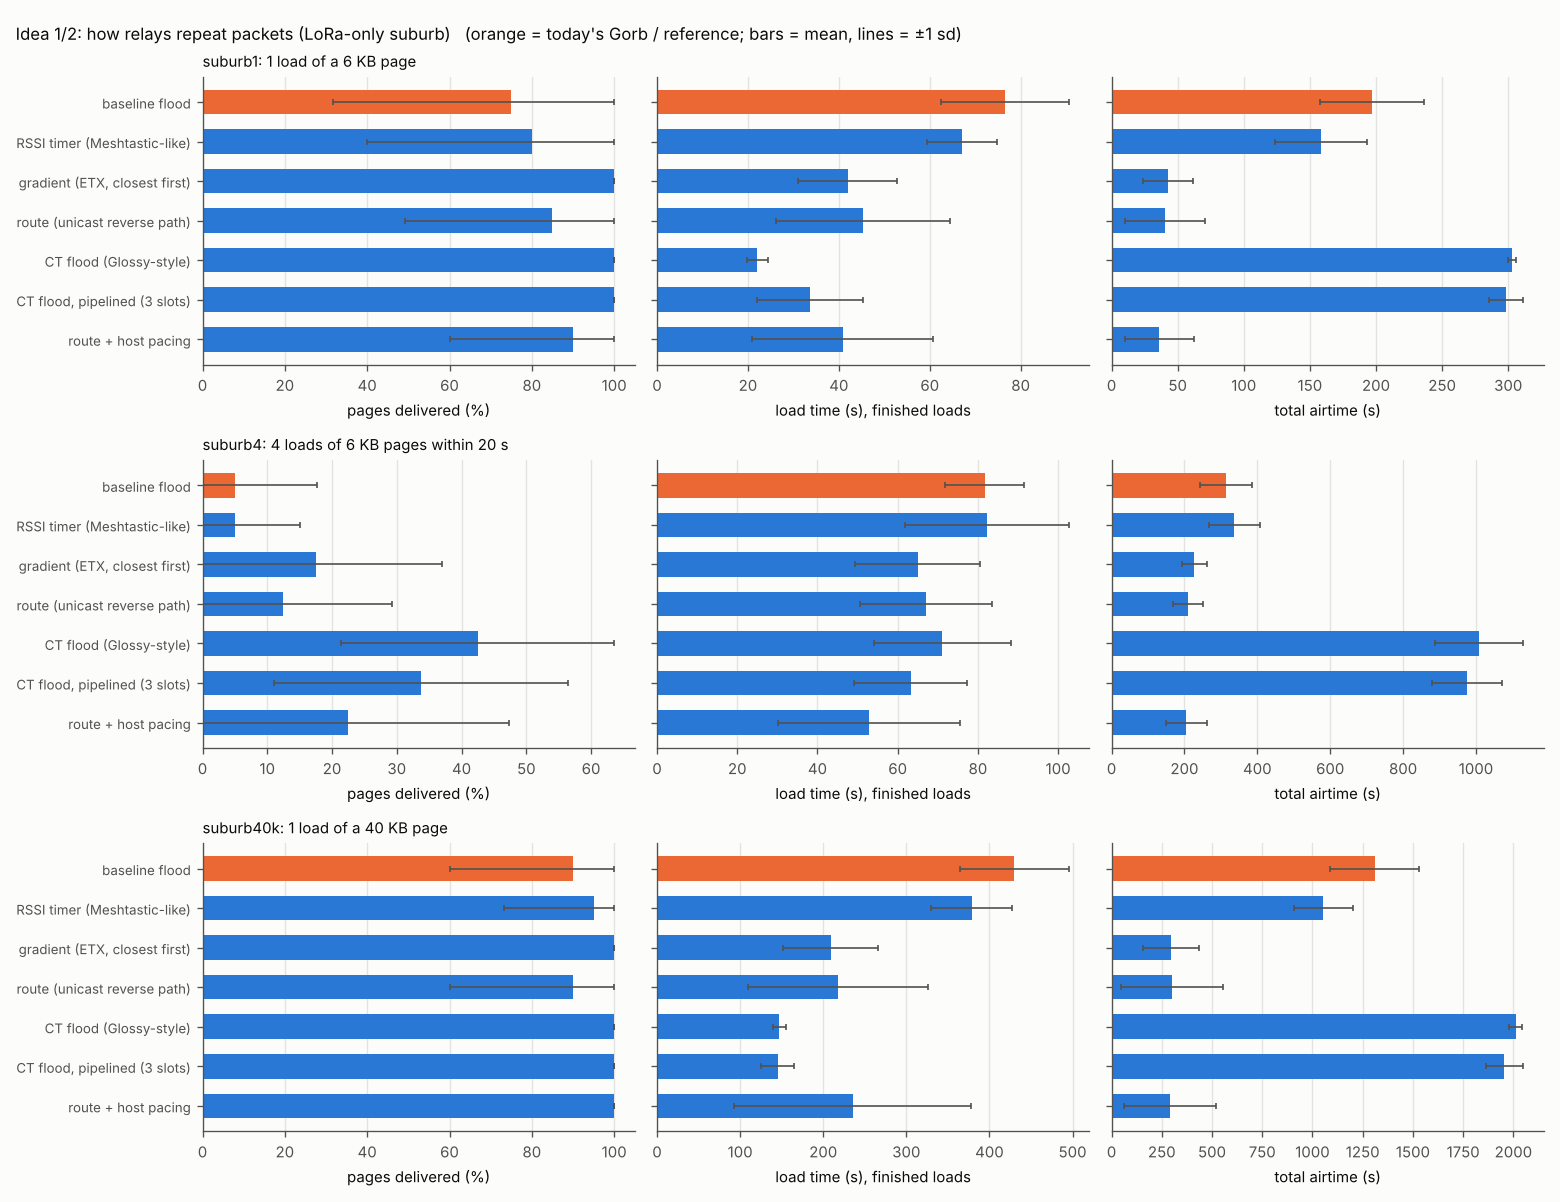 Idea 1/2: how relays repeat packets (LoRa-only suburb)   (orange = today's Gorb / reference; bars = mean, lines = ±1 sd)
suburb1: 1 load of a 6 KB page
baseline flood
RSSI timer (Meshtastic-like)
gradient (ETX, closest first)
route (unicast reverse path)
CT flood (Glossy-style)
CT flood, pipelined (3 slots)
route + host pacing
0 20 40 60 80 100
pages delivered (%)
0 20 40 60 80
load time (s), finished loads
0 50 100 150 200 250 300
total airtime (s)
suburb4: 4 loads of 6 KB pages within 20 s
baseline flood
RSSI timer (Meshtastic-like)
gradient (ETX, closest first)
route (unicast reverse path)
CT flood (Glossy-style)
CT flood, pipelined (3 slots)
route + host pacing
0 10 20 30 40 50 60
pages delivered (%)
0 20 40 60 80 100
load time (s), finished loads
0 200 400 600 800 1000
total airtime (s)
suburb40k: 1 load of a 40 KB page
baseline flood
RSSI timer (Meshtastic-like)
gradient (ETX, closest first)
route (unicast reverse path)
CT flood (Glossy-style)
CT flood, pipelined (3 slots)
route + host pacing
0 20 40 60 80 100
pages delivered (%)
100 200 300 400 500
load time (s), finished loads
0 250 500 750 1000 1250 1500 1750 2000
total airtime (s)